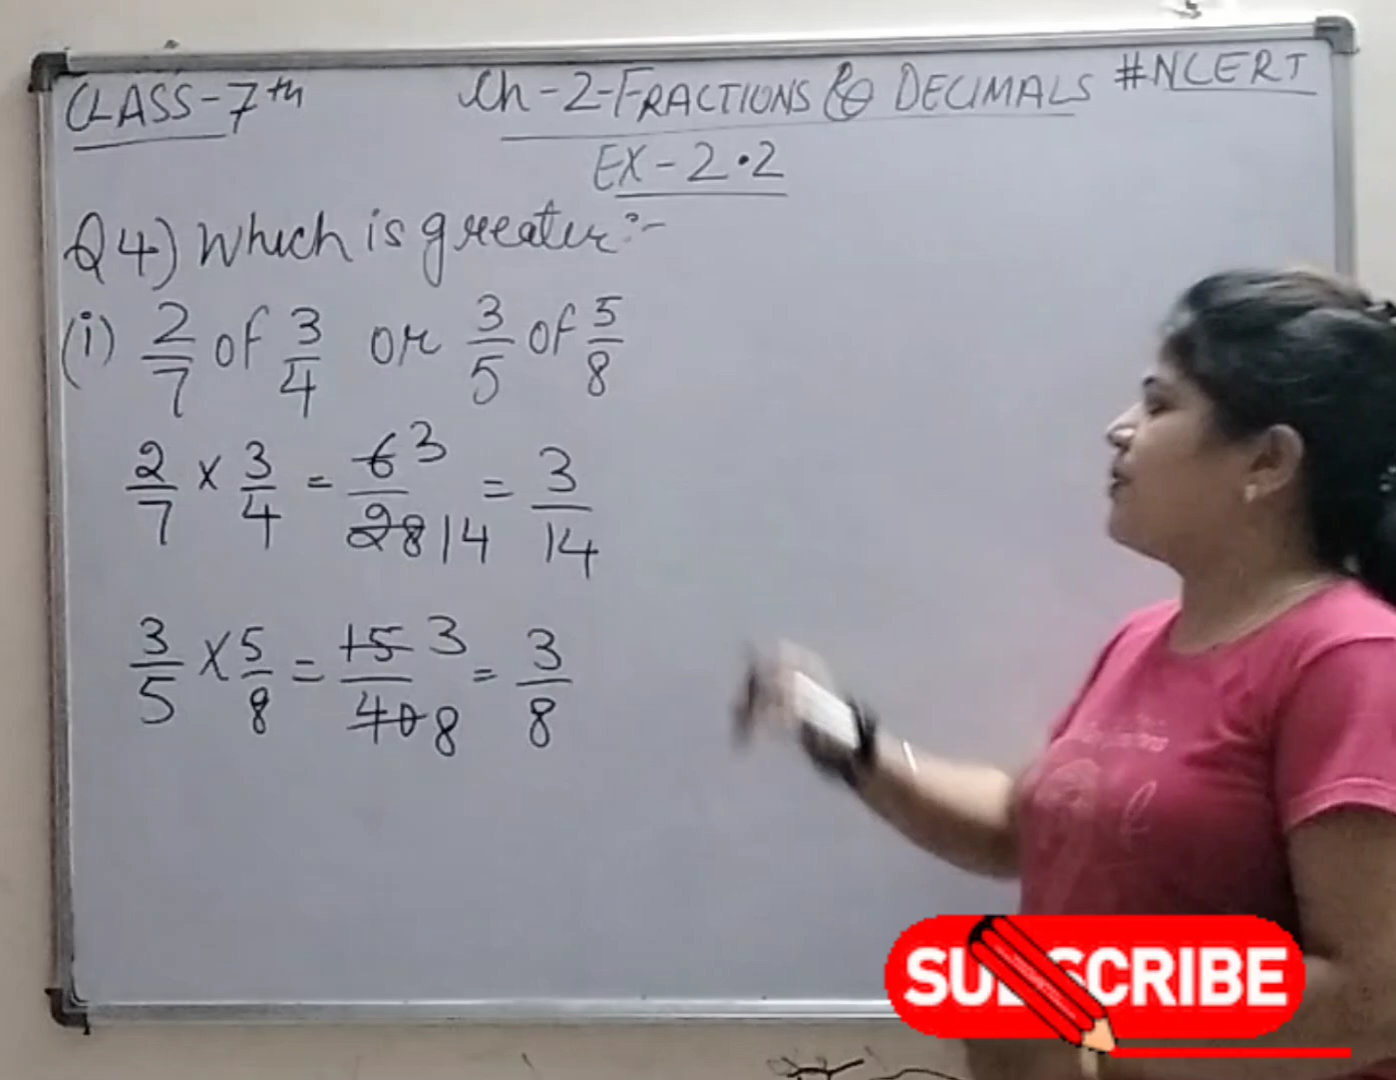 CLASS-7th Ch-2-FRACTIONS & DECIMALS #NCERT
EX-2.2
Q4) Which is greater:-
(i) 2/7 of 3/4 or 3/5 of 5/8
2/7 × 3/4 = 6/28 3/14 = 3/14
3/5 × 5/8 = 15/40 3/8 = 3/8
SUBSCRIBE